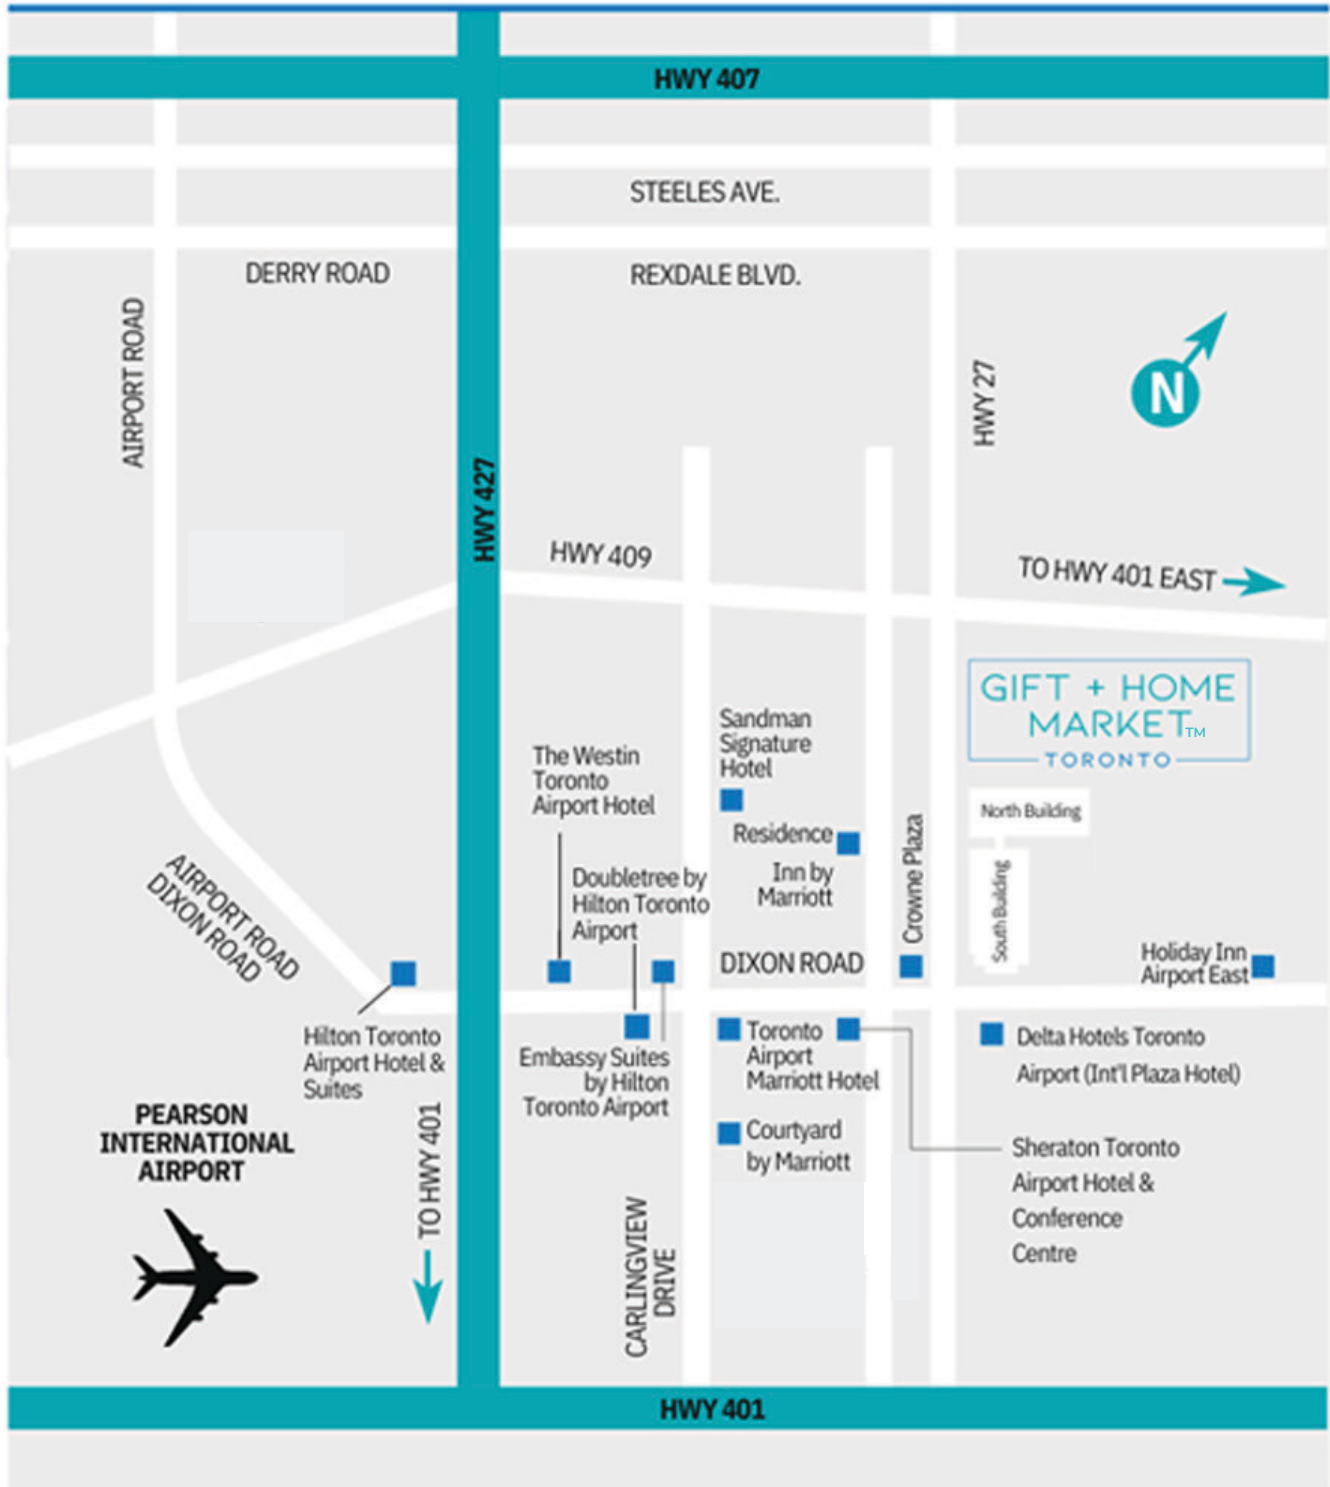 HWY 407
STEELES AVE.
DERRY ROAD
REXDALE BLVD.
AIRPORT ROAD
HWY 27
N
HWY 427
HWY 409
TO HWY 401 EAST
GIFT + HOME
MARKET™
TORONTO
Sandman
Signature
Hotel
The Westin
Toronto
Airport Hotel
North Building
Residence
Inn by
Marriott
Crowne Plaza
South Building
Doubletree by
Hilton Toronto
Airport
AIRPORT ROAD
DIXON ROAD
DIXON ROAD
Holiday Inn
Airport East
Hilton Toronto
Airport Hotel &
Suites
Embassy Suites
by Hilton
Toronto Airport
Toronto
Airport
Marriott Hotel
Delta Hotels Toronto
Airport (Int'l Plaza Hotel)
PEARSON
INTERNATIONAL
AIRPORT
TO HWY 401
Courtyard
by Marriott
Sheraton Toronto
Airport Hotel &
Conference
Centre
CARLINGVIEW
DRIVE
HWY 401